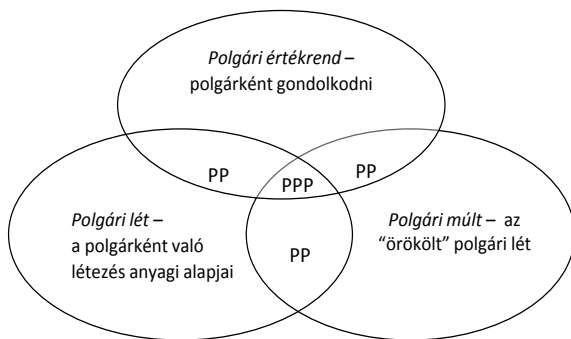 Polgári értékrend –
polgárként gondolkodni
PP
PPP
PP
Polgári lét –
a polgárként való
létezés anyagi alapjai
Polgári múlt – az
“örökölt” polgári lét
PP